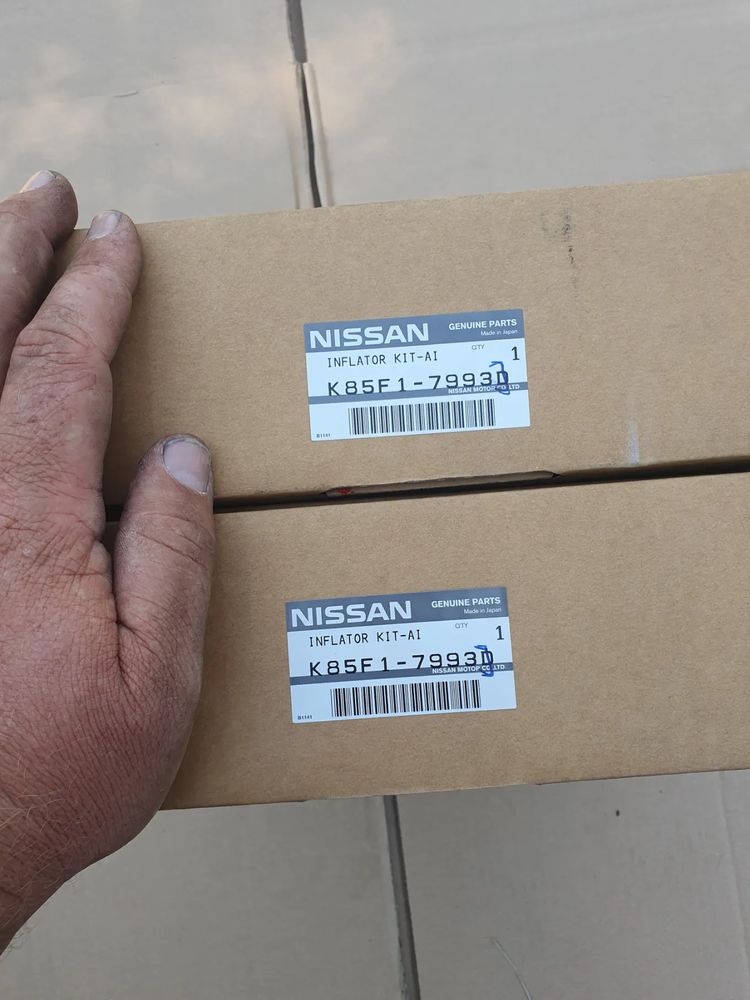 NISSAN GENUINE PARTS
Made in Japan
INFLATOR KIT-AI QTY 1
K85F1-7993D
NISSAN MOTOR CO.,LTD
B1141
NISSAN GENUINE PARTS
Made in Japan
INFLATOR KIT-AI QTY 1
K85F1-7993D
NISSAN MOTOR CO.,LTD
B1141